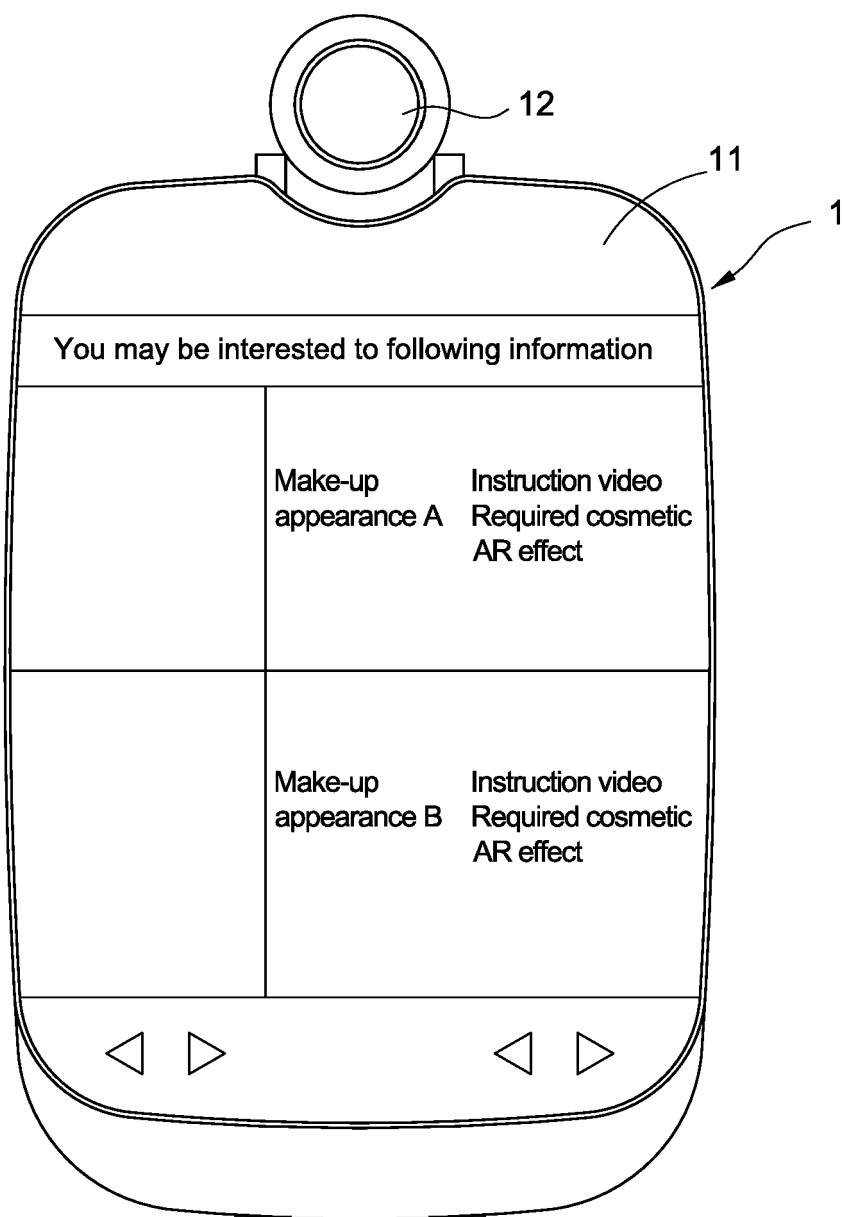 12
11
1
You may be interested to following information
Make-up Instruction video
appearance A Required cosmetic
AR effect
Make-up Instruction video
appearance B Required cosmetic
AR effect